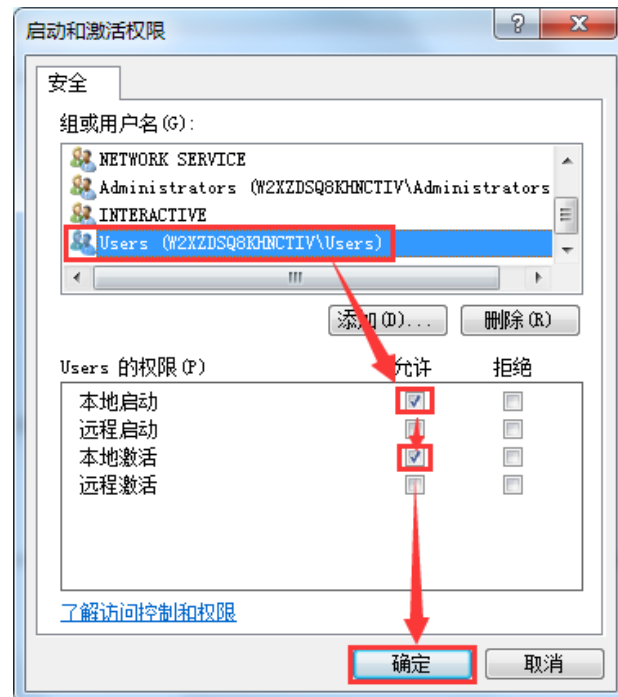 启动和激活权限
安全
组或用户名(G):
NETWORK SERVICE
Administrators (W2XZDSQ8KHNCTIV\Administrators
INTERACTIVE
Users (W2XZDSQ8KHNCTIV\Users)
添加(D)... 删除(R)
Users 的权限(P) 允许 拒绝
本地启动
远程启动
本地激活
远程激活
了解访问控制和权限
确定 取消